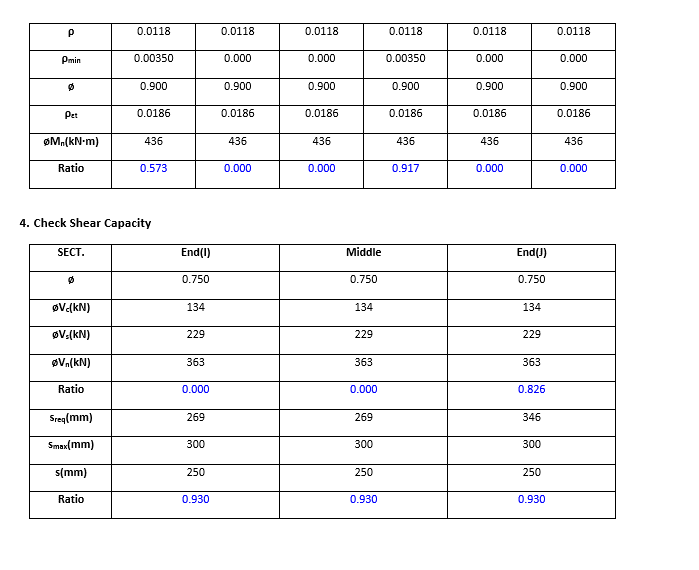 ρ 0.0118 0.0118 0.0118 0.0118 0.0118 0.0118
ρmin 0.00350 0.000 0.000 0.00350 0.000 0.000
ø 0.900 0.900 0.900 0.900 0.900 0.900
ρεt 0.0186 0.0186 0.0186 0.0186 0.0186 0.0186
øMn(kN·m) 436 436 436 436 436 436
Ratio 0.573 0.000 0.000 0.917 0.000 0.000
4. Check Shear Capacity
SECT. End(I) Middle End(J)
ø 0.750 0.750 0.750
øVc(kN) 134 134 134
øVs(kN) 229 229 229
øVn(kN) 363 363 363
Ratio 0.000 0.000 0.826
sreq(mm) 269 269 346
smax(mm) 300 300 300
s(mm) 250 250 250
Ratio 0.930 0.930 0.930